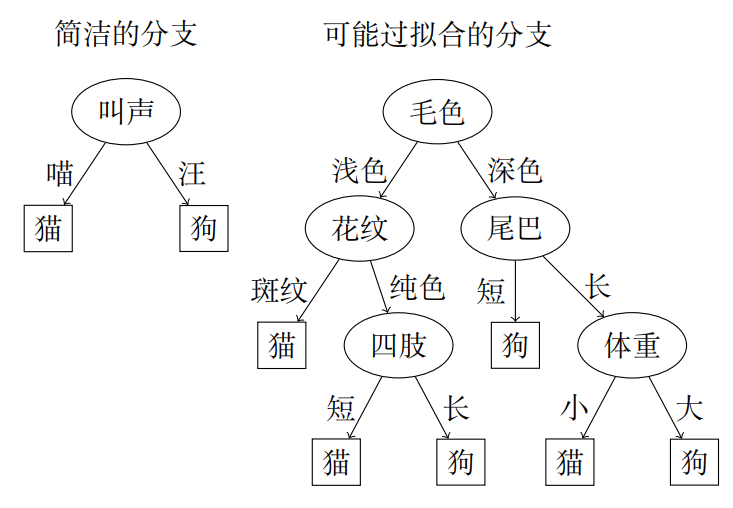 简洁的分支
可能过拟合的分支
叫声
毛色
喵
汪
浅色
深色
猫
狗
花纹
尾巴
斑纹
纯色
短
长
猫
四肢
狗
体重
短
长
小
大
猫
狗
猫
狗